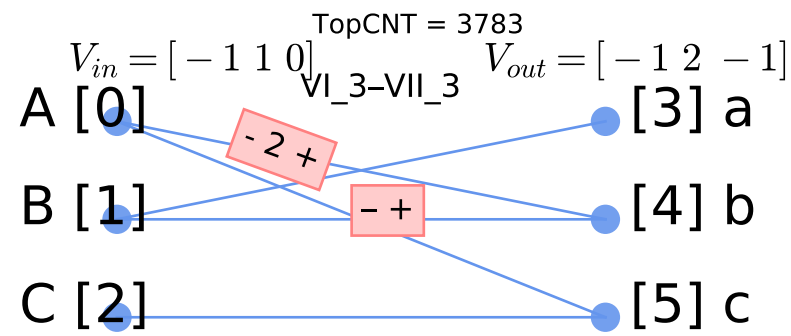 TopCNT = 3783
V_in = [ − 1 1 0]
V_out = [ − 1 2 − 1]
VI_3–VII_3
A [0]
[3] a
- 2 +
B [1]
– +
[4] b
C [2]
[5] c